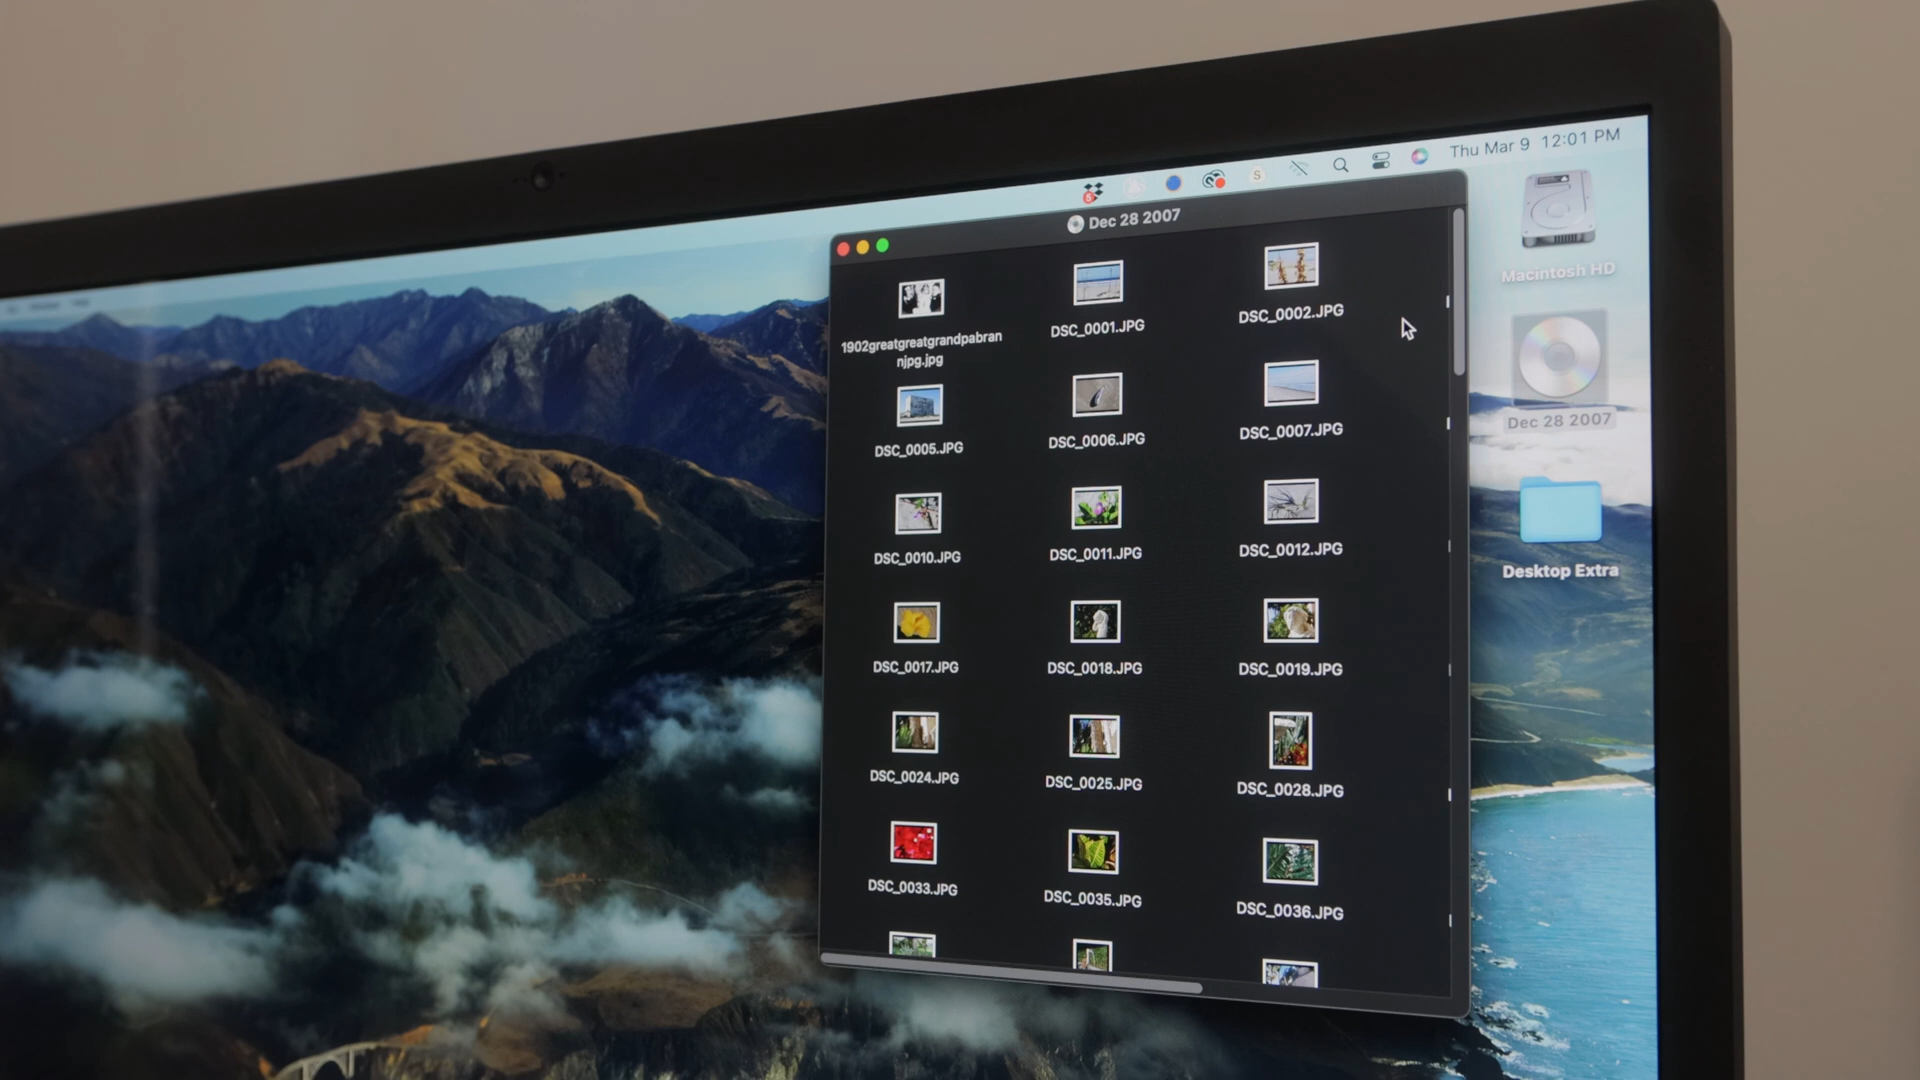 Thu Mar 9 12:01 PM
5
S
Dec 28 2007
1902greatgreatgrandpabran
njpg.jpg
DSC_0001.JPG
DSC_0002.JPG
DSC_0005.JPG
DSC_0006.JPG
DSC_0007.JPG
DSC_0010.JPG
DSC_0011.JPG
DSC_0012.JPG
DSC_0017.JPG
DSC_0018.JPG
DSC_0019.JPG
DSC_0024.JPG
DSC_0025.JPG
DSC_0028.JPG
DSC_0033.JPG
DSC_0035.JPG
DSC_0036.JPG
Macintosh HD
Dec 28 2007
Desktop Extra